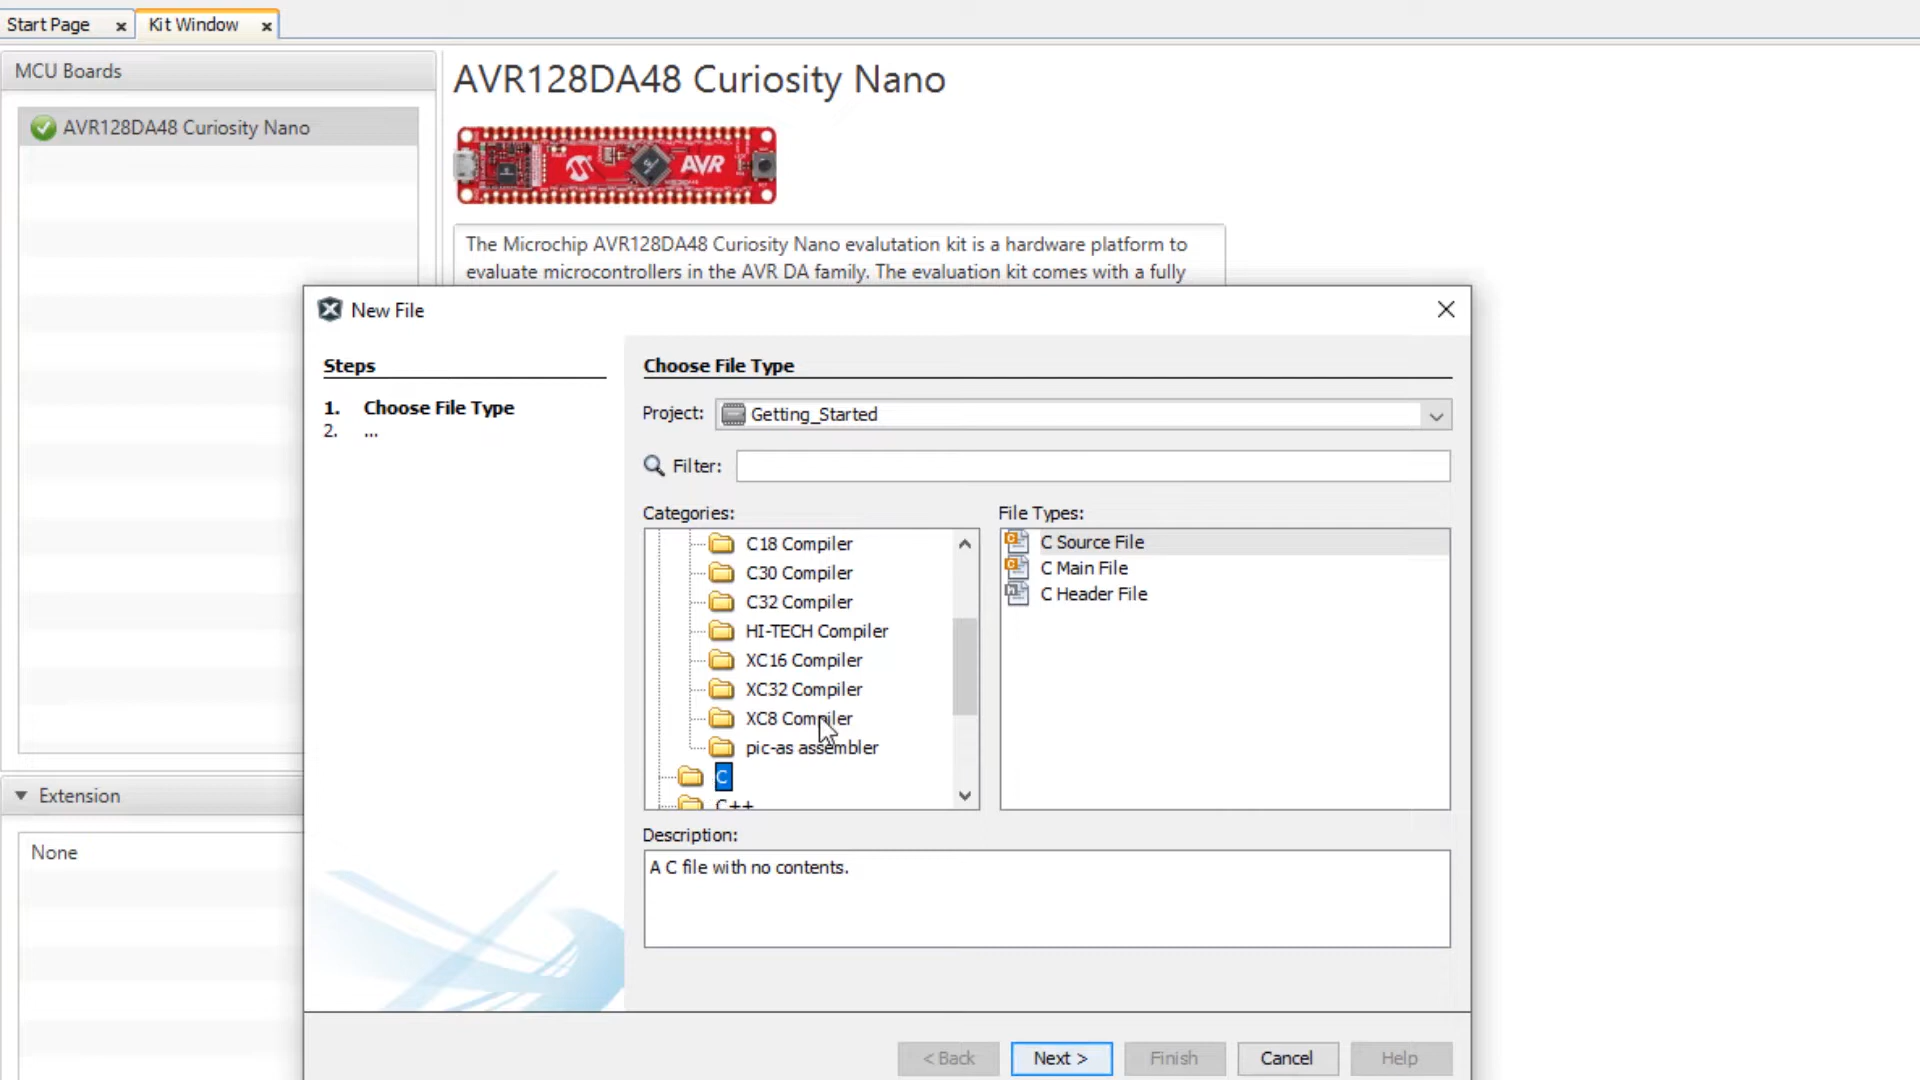 Start Page
Kit Window
MCU Boards
AVR128DA48 Curiosity Nano
AVR128DA48 Curiosity Nano
AVR
The Microchip AVR128DA48 Curiosity Nano evalutation kit is a hardware platform to
evaluate microcontrollers in the AVR DA family. The evaluation kit comes with a fully
New File
Steps
1. Choose File Type
2. ...
Choose File Type
Project: Getting_Started
Filter:
Categories:
C18 Compiler
C30 Compiler
C32 Compiler
HI-TECH Compiler
XC16 Compiler
XC32 Compiler
XC8 Compiler
pic-as assembler
C
C++
File Types:
C Source File
C Main File
C Header File
Description:
A C file with no contents.
Extension
None
< Back
Next >
Finish
Cancel
Help